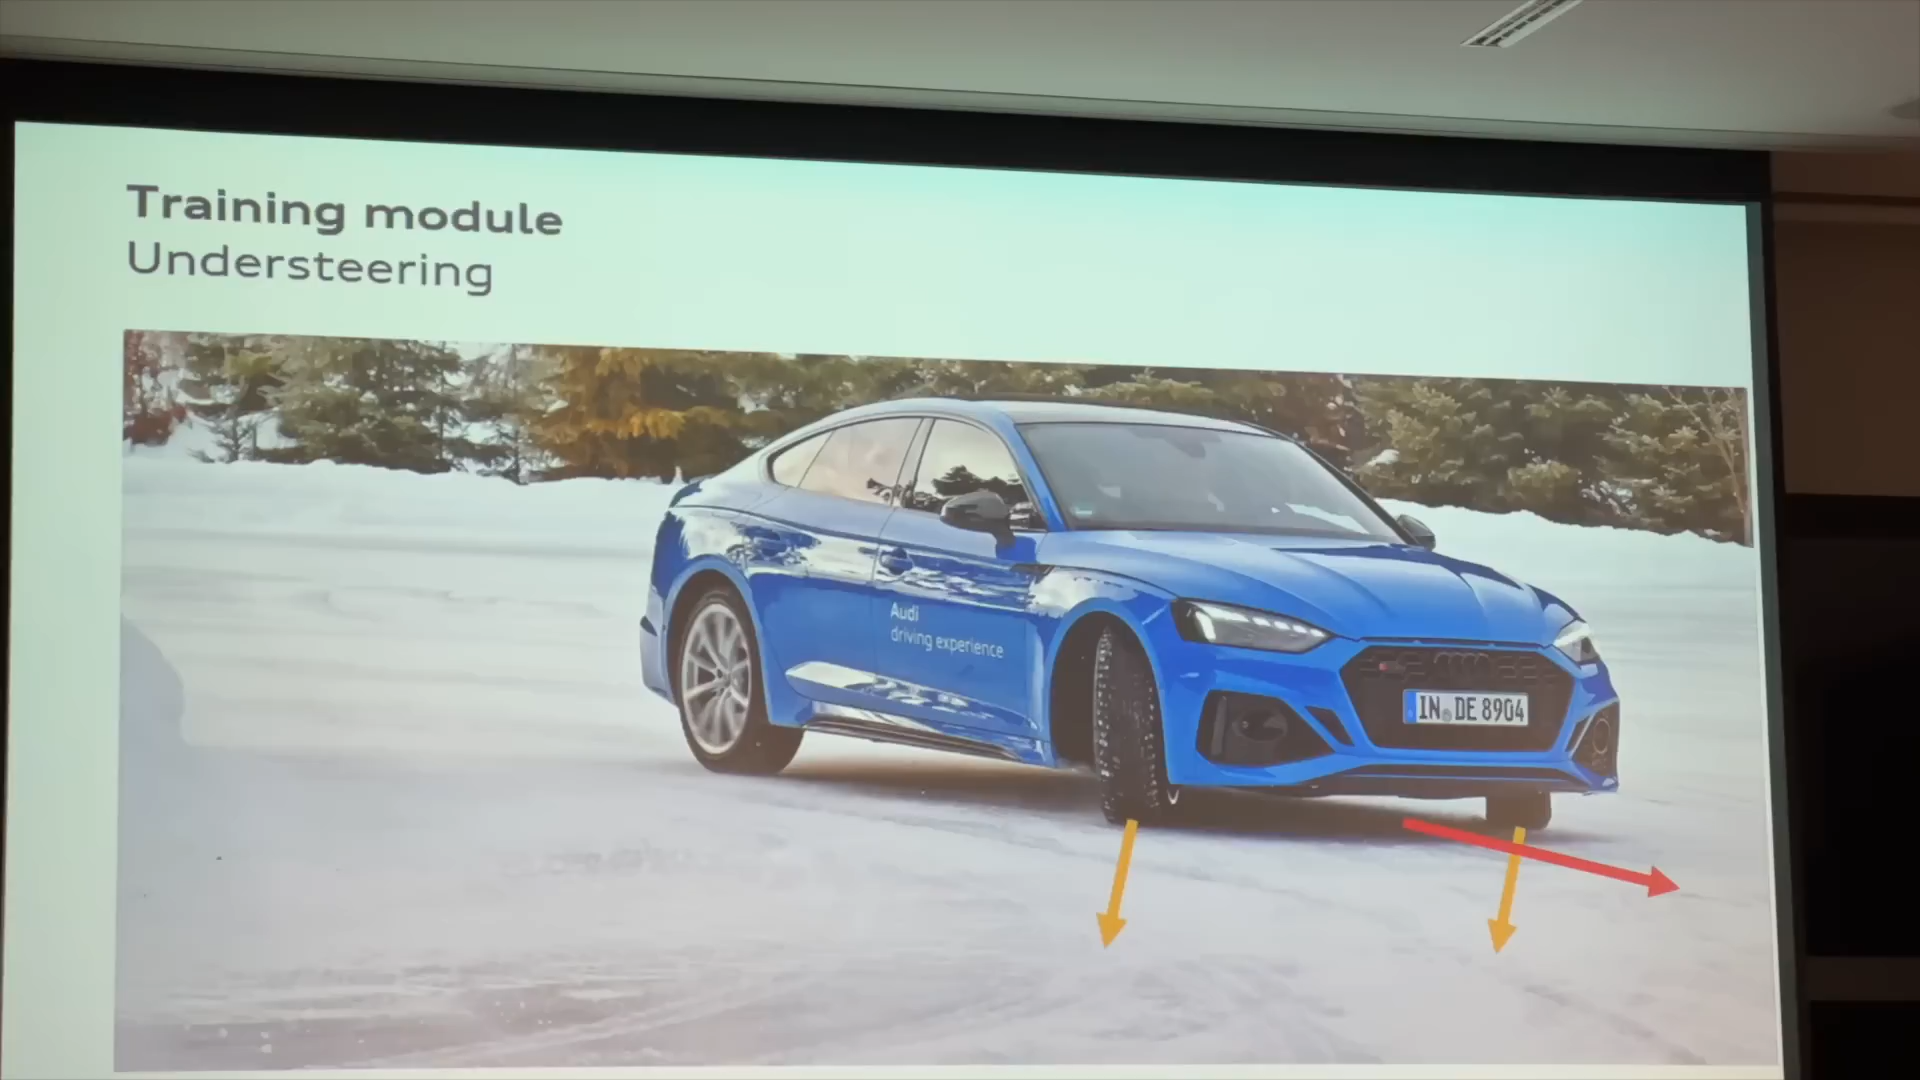 Training module
Understeering
Audi
driving experience
IN DE 8904